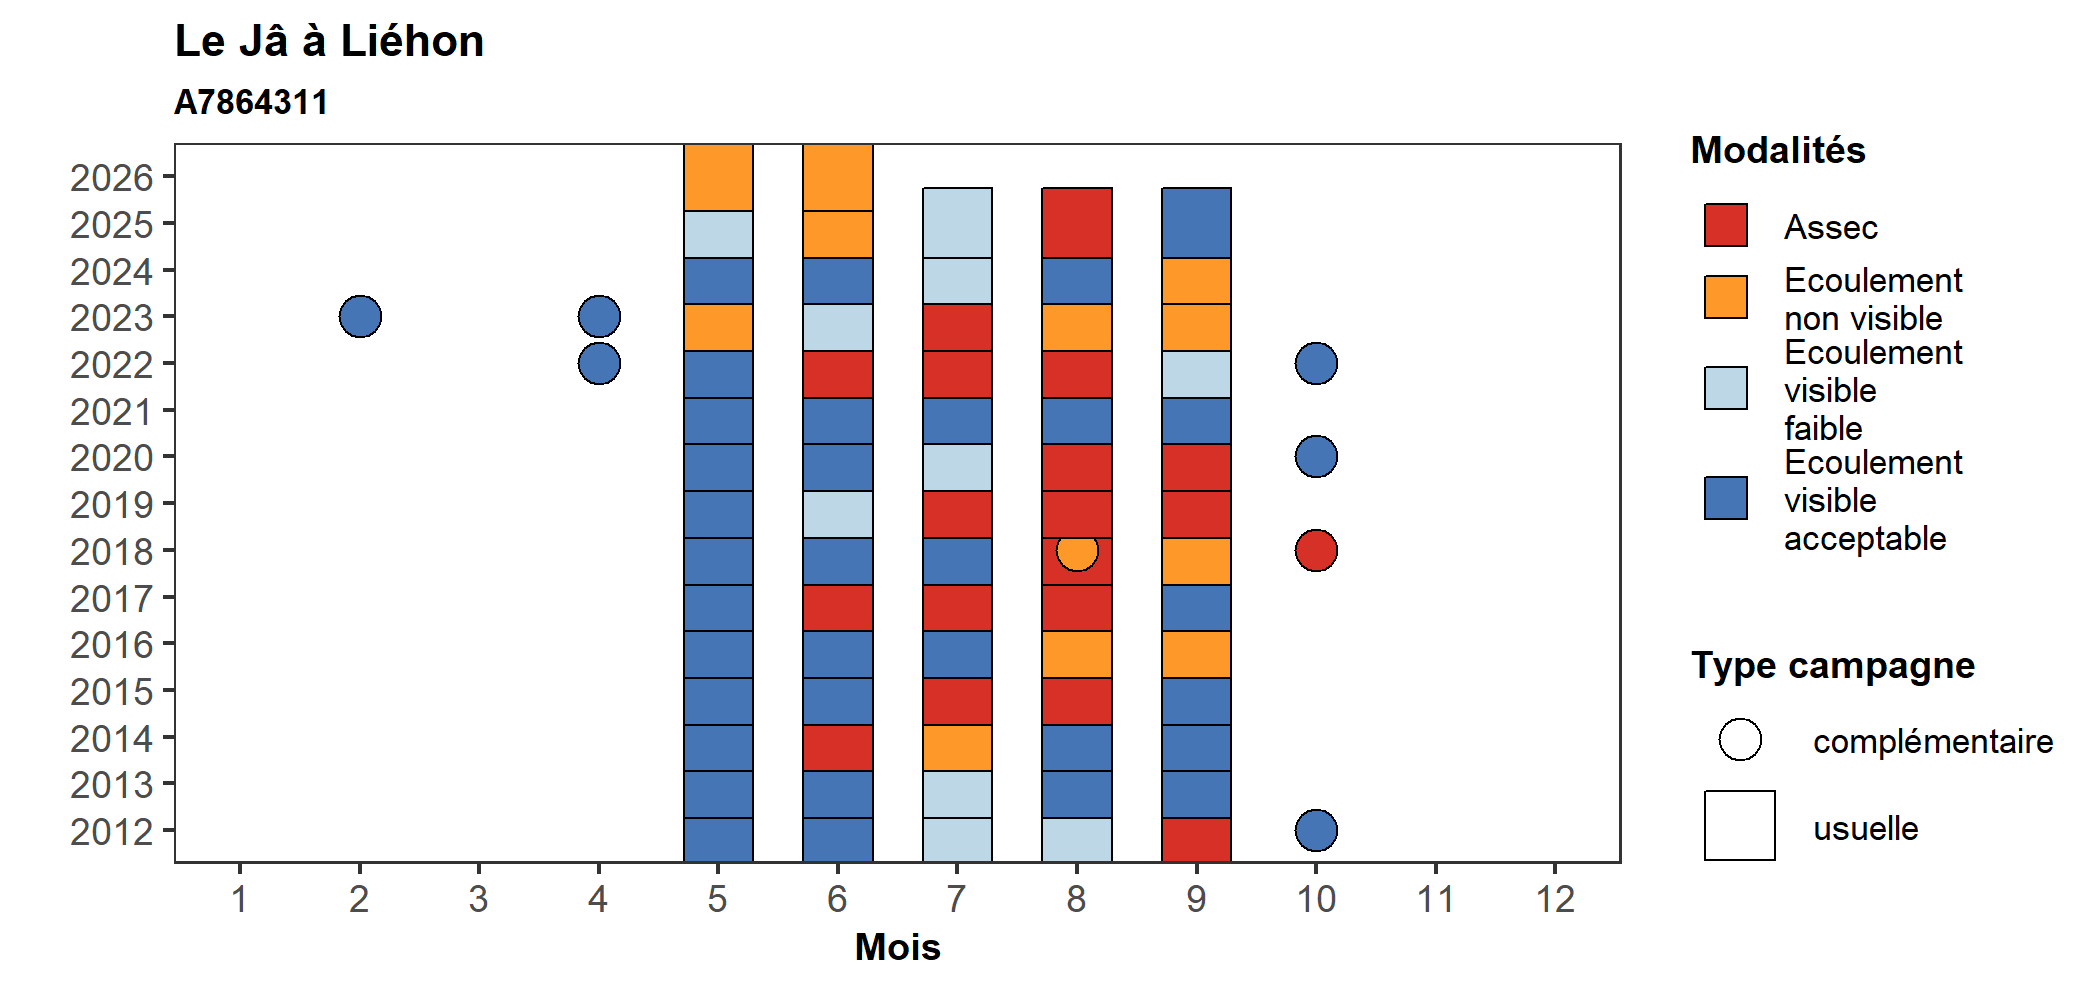 Le Jâ à Liéhon
A7864311
2026
2025
2024
2023
2022
2021
2020
2019
2018
2017
2016
2015
2014
2013
2012
1 2 3 4 5 6 7 8 9 10 11 12
Mois
Modalités
Assec
Ecoulement
non visible
Ecoulement
visible
faible
Ecoulement
visible
acceptable
Type campagne
complémentaire
usuelle